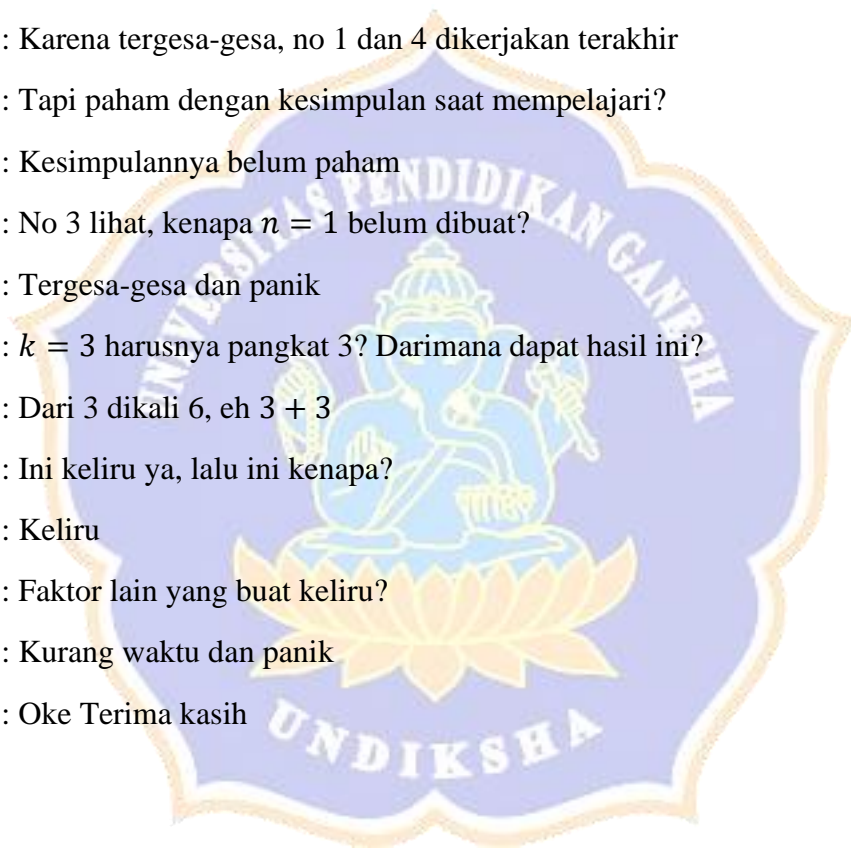 : Karena tergesa-gesa, no 1 dan 4 dikerjakan terakhir
: Tapi paham dengan kesimpulan saat mempelajari?
: Kesimpulannya belum paham
: No 3 lihat, kenapa 𝑛 = 1 belum dibuat?
: Tergesa-gesa dan panik
: 𝑘 = 3 harusnya pangkat 3? Darimana dapat hasil ini?
: Dari 3 dikali 6, eh 3 + 3
: Ini keliru ya, lalu ini kenapa?
: Keliru
: Faktor lain yang buat keliru?
: Kurang waktu dan panik
: Oke Terima kasih
UNIVERSITAS PENDIDIKAN GANESHA
UNDIKSHA